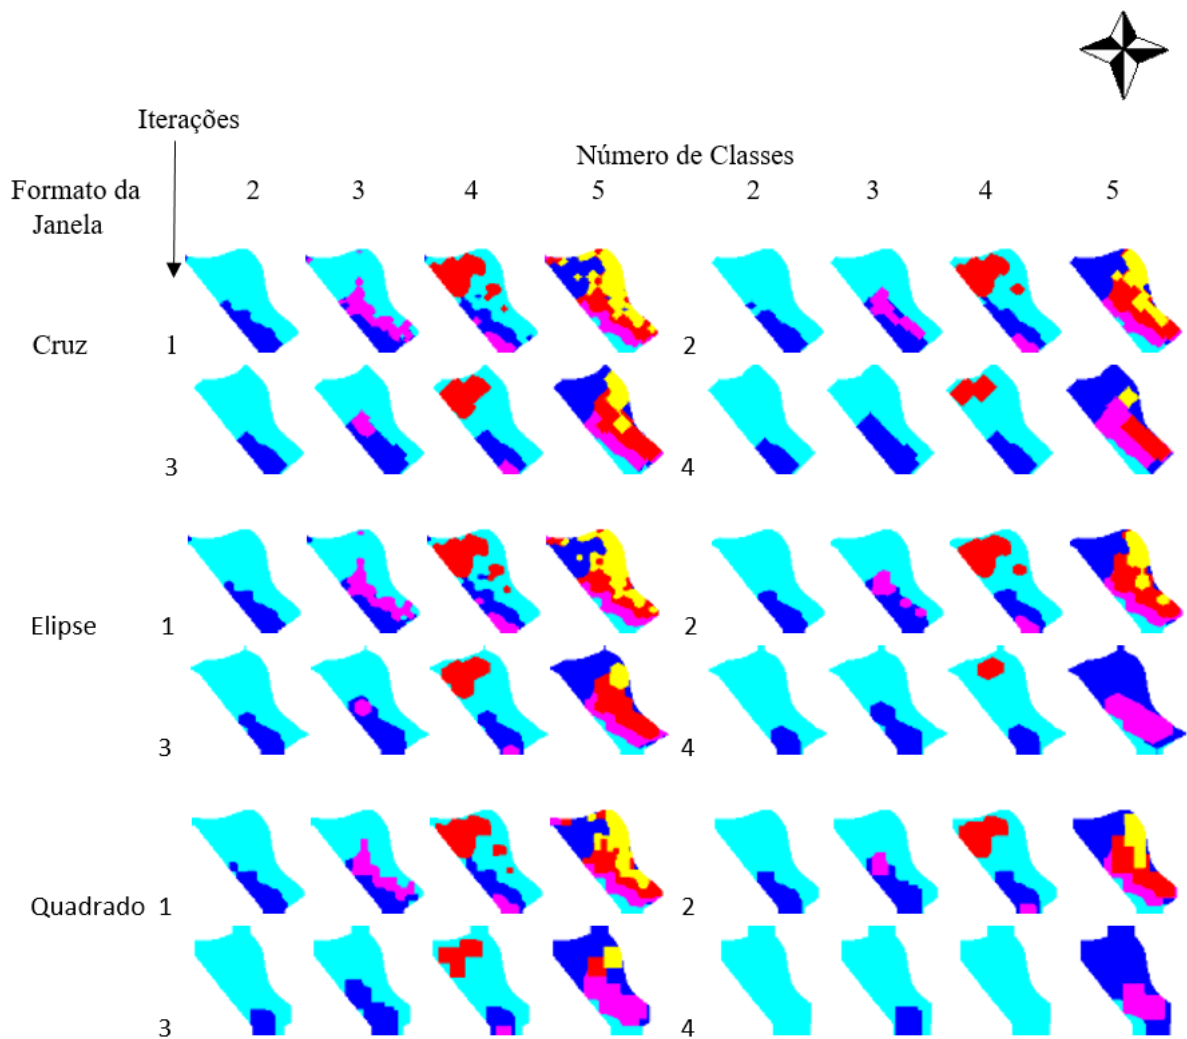 Iterações
Número de Classes
Formato da
Janela
2 3 4 5 2 3 4 5
Cruz 1 2
3 4
Elipse 1 2
3 4
Quadrado 1 2
3 4